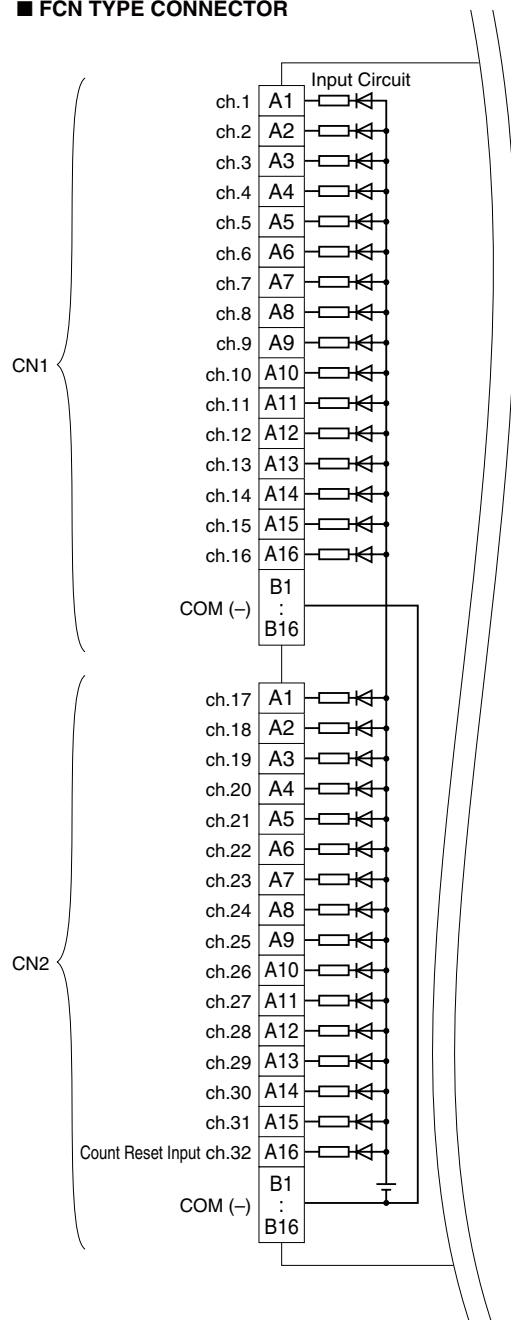 ■ FCN TYPE CONNECTOR
Input Circuit
ch.1 A1
ch.2 A2
ch.3 A3
ch.4 A4
ch.5 A5
ch.6 A6
ch.7 A7
ch.8 A8
ch.9 A9
CN1
ch.10 A10
ch.11 A11
ch.12 A12
ch.13 A13
ch.14 A14
ch.15 A15
ch.16 A16
B1
COM (–) :
B16
ch.17 A1
ch.18 A2
ch.19 A3
ch.20 A4
ch.21 A5
ch.22 A6
ch.23 A7
ch.24 A8
ch.25 A9
CN2
ch.26 A10
ch.27 A11
ch.28 A12
ch.29 A13
ch.30 A14
ch.31 A15
Count Reset Input ch.32 A16
B1
COM (–) :
B16